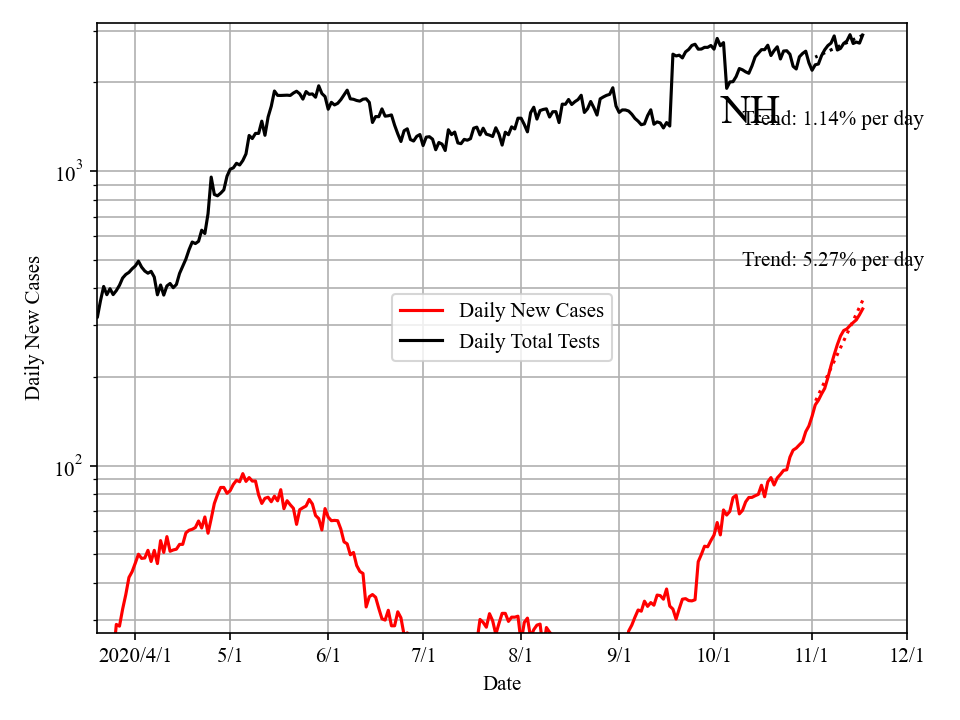 NH
Trend: 1.14% per day
10^3
Trend: 5.27% per day
Daily New Cases
Daily New Cases
Daily Total Tests
10^2
2020/4/1 5/1 6/1 7/1 8/1 9/1 10/1 11/1 12/1
Date